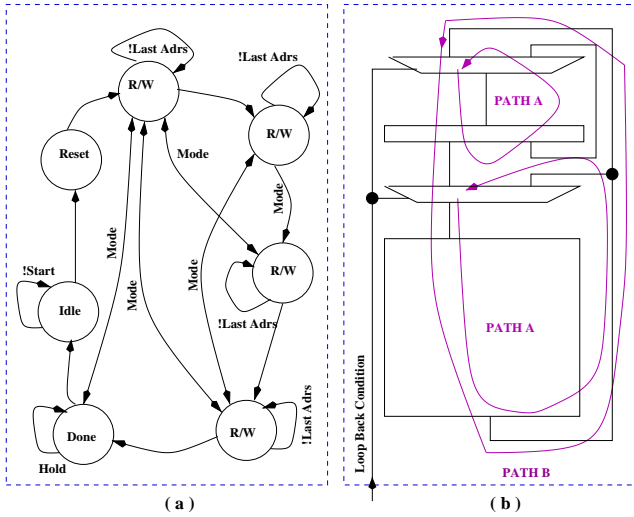 !Last Adrs
R/W
!Last Adrs
R/W
Reset
Mode
Mode
Mode
Mode
Mode
R/W
!Start
Idle
!Last Adrs
Done
R/W
!Last Adrs
Hold
( a )
PATH A
PATH A
Loop Back Condition
PATH B
( b )